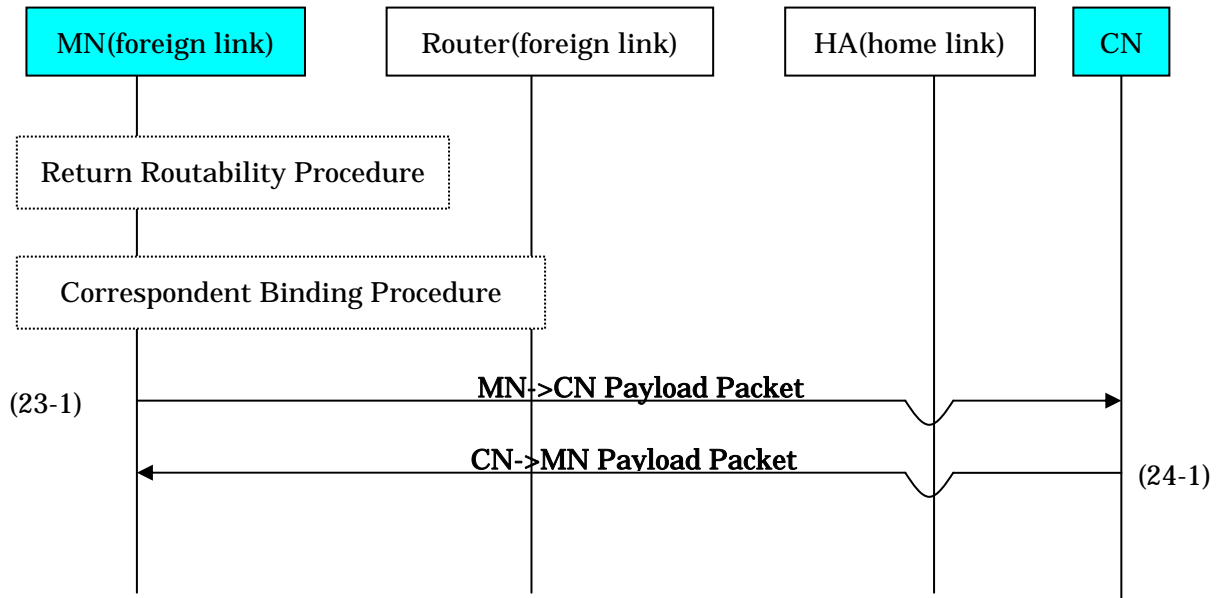 MN(foreign link)
Router(foreign link)
HA(home link)
CN
Return Routability Procedure
Correspondent Binding Procedure
MN->CN Payload Packet
(23-1)
CN->MN Payload Packet
(24-1)